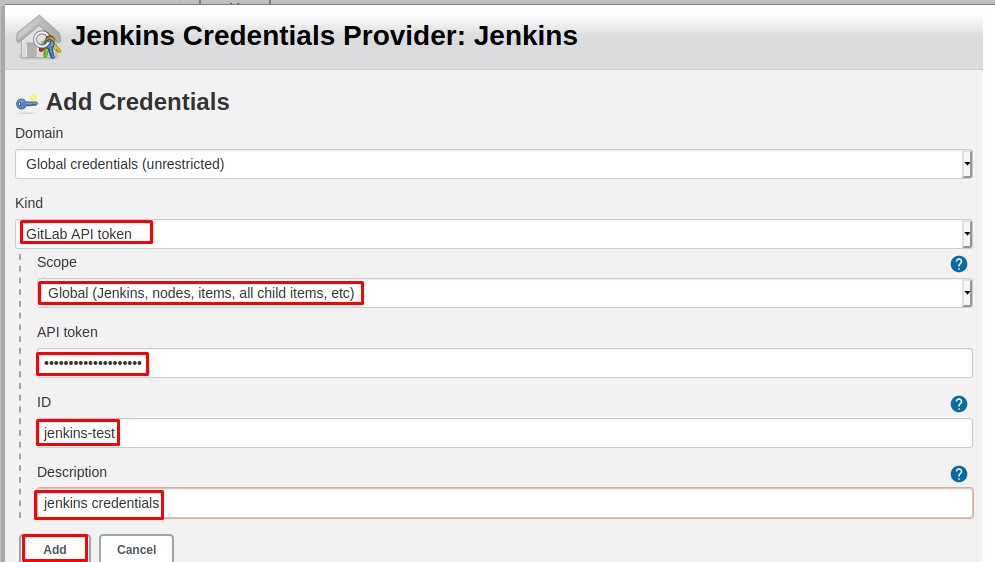 Jenkins Credentials Provider: Jenkins
Add Credentials
Domain
Global credentials (unrestricted)
Kind
GitLab API token
Scope
?
Global (Jenkins, nodes, items, all child items, etc)
API token
••••••••••••••••••••
ID
?
jenkins-test
Description
?
jenkins credentials
Add Cancel